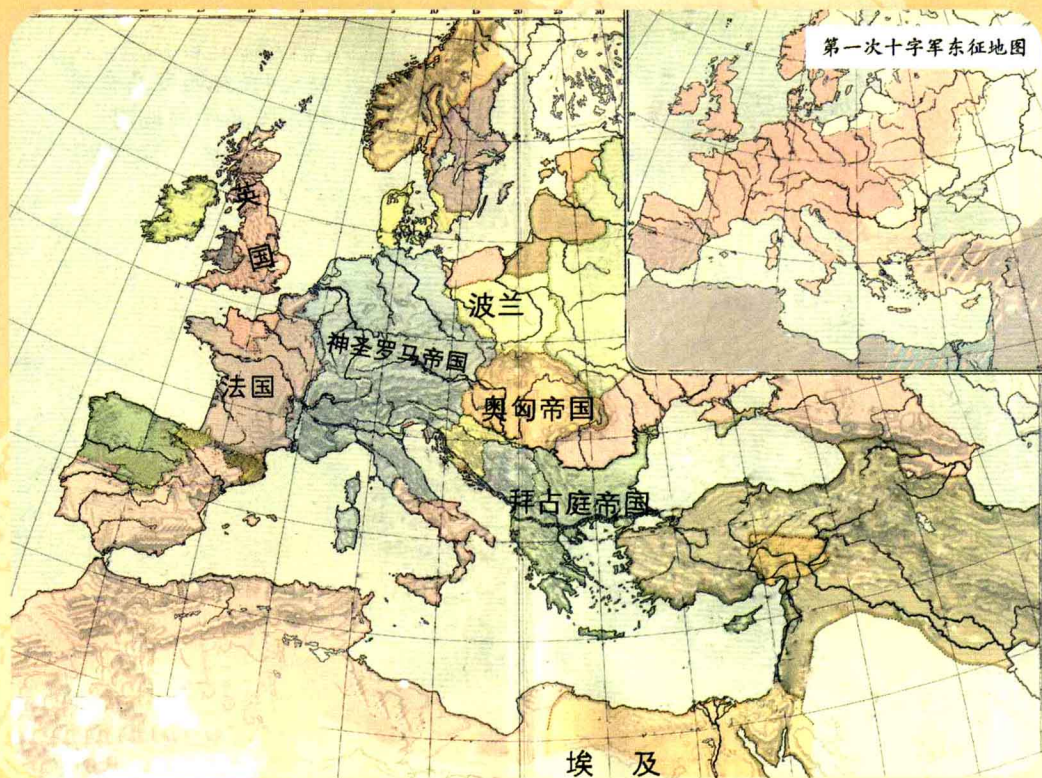 第一次十字军东征地图
英国
波兰
神圣罗马帝国
法国
奥匈帝国
拜占庭帝国
埃及